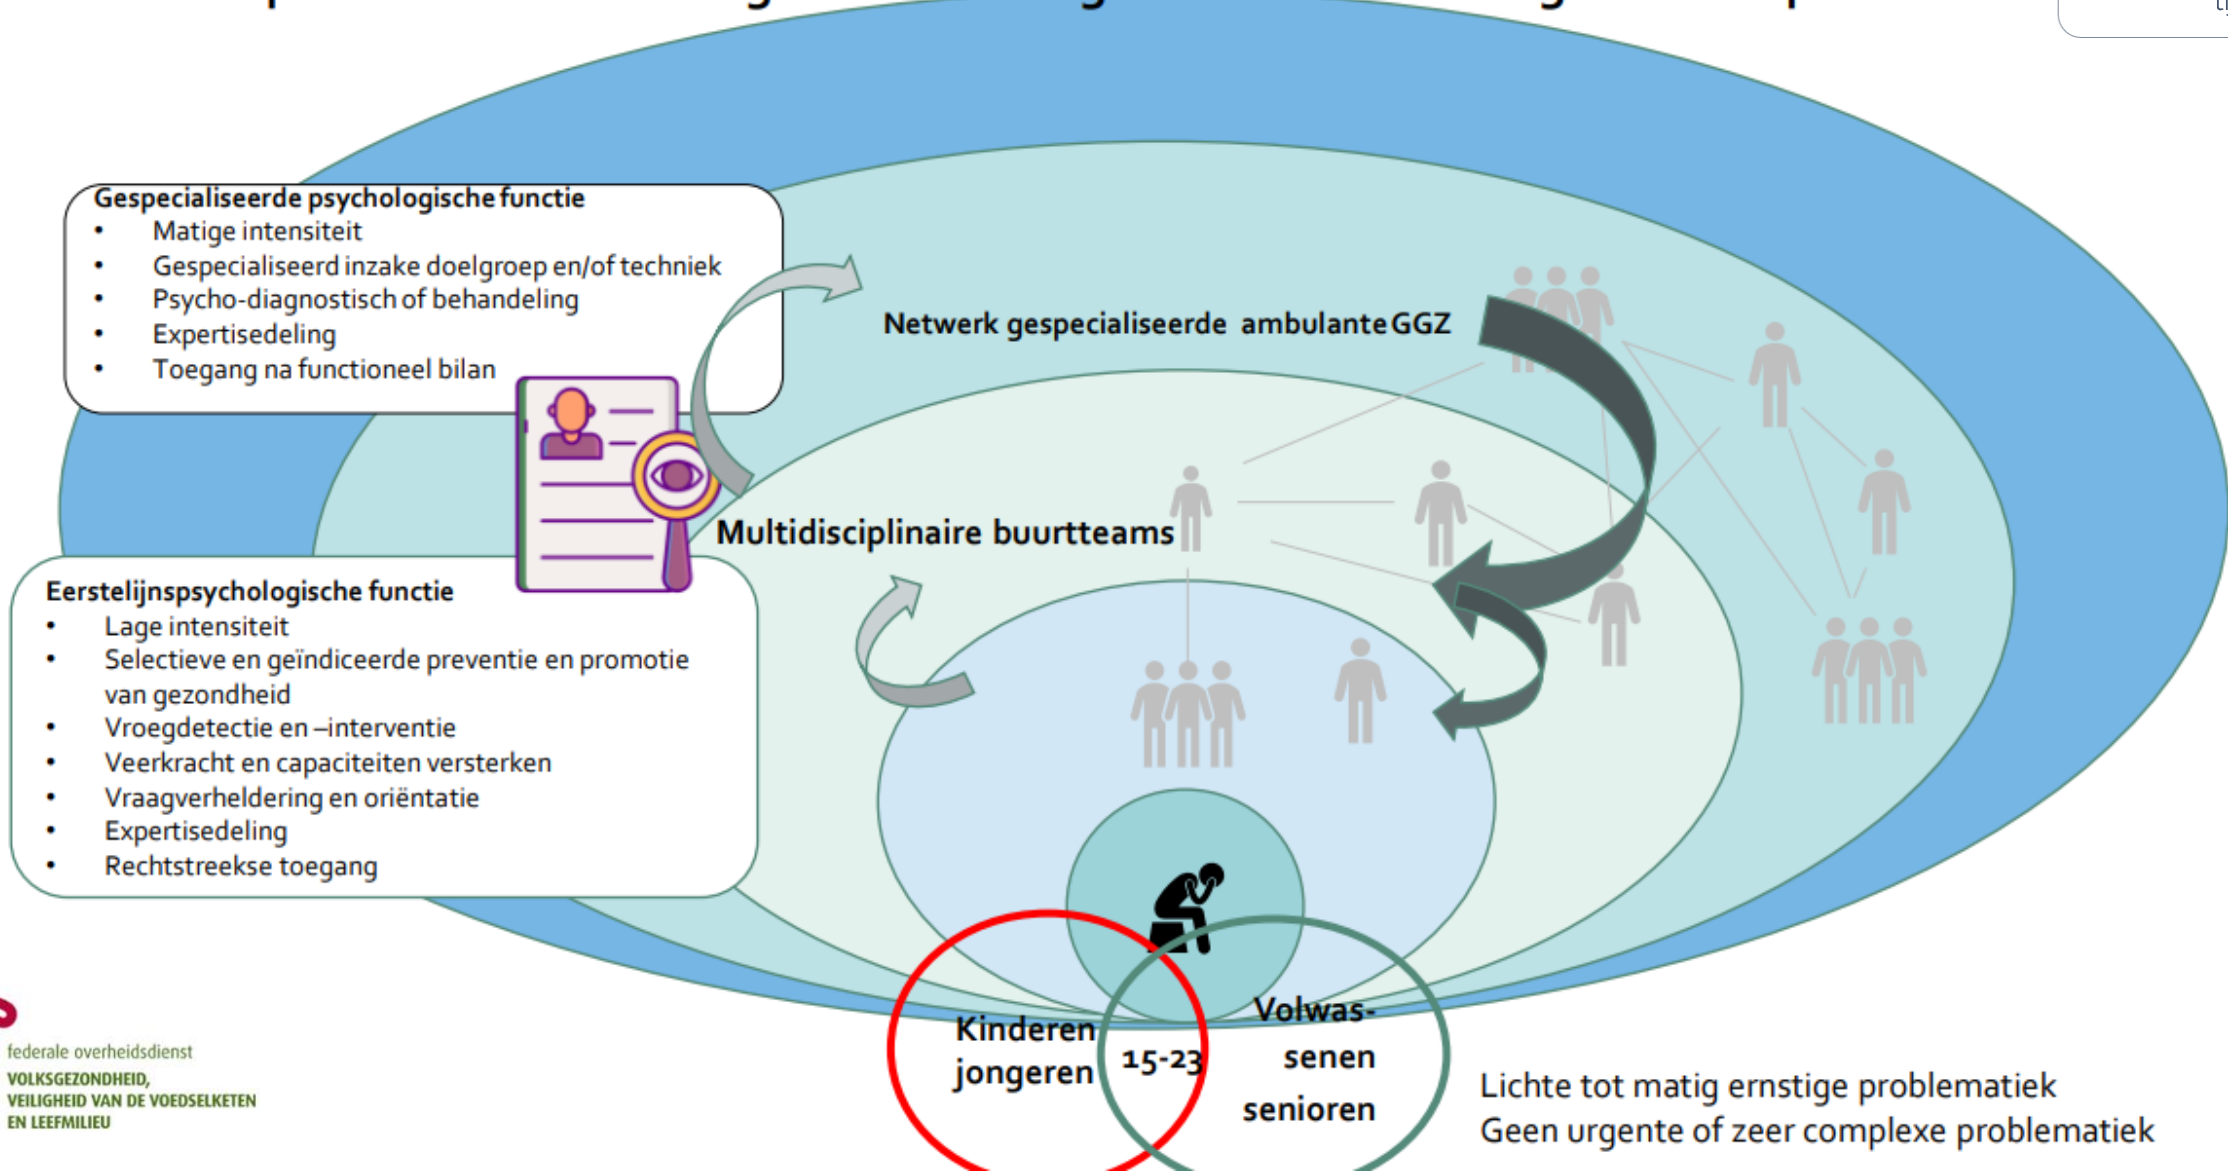 Gespecialiseerde psychologische functie
• Matige intensiteit
• Gespecialiseerd inzake doelgroep en/of techniek
• Psycho-diagnostisch of behandeling
• Expertisedeling
• Toegang na functioneel bilan
Netwerk gespecialiseerde ambulante GGZ
Multidisciplinaire buurtteams
Eerstelijnspsychologische functie
• Lage intensiteit
• Selectieve en geïndiceerde preventie en promotie
van gezondheid
• Vroegdetectie en –interventie
• Veerkracht en capaciteiten versterken
• Vraagverheldering en oriëntatie
• Expertisedeling
• Rechtstreekse toegang
Kinderen
jongeren
15-23
Volwas-
senen
senioren
Lichte tot matig ernstige problematiek
Geen urgente of zeer complexe problematiek
federale overheidsdienst
VOLKSGEZONDHEID,
VEILIGHEID VAN DE VOEDSELKETEN
EN LEEFMILIEU